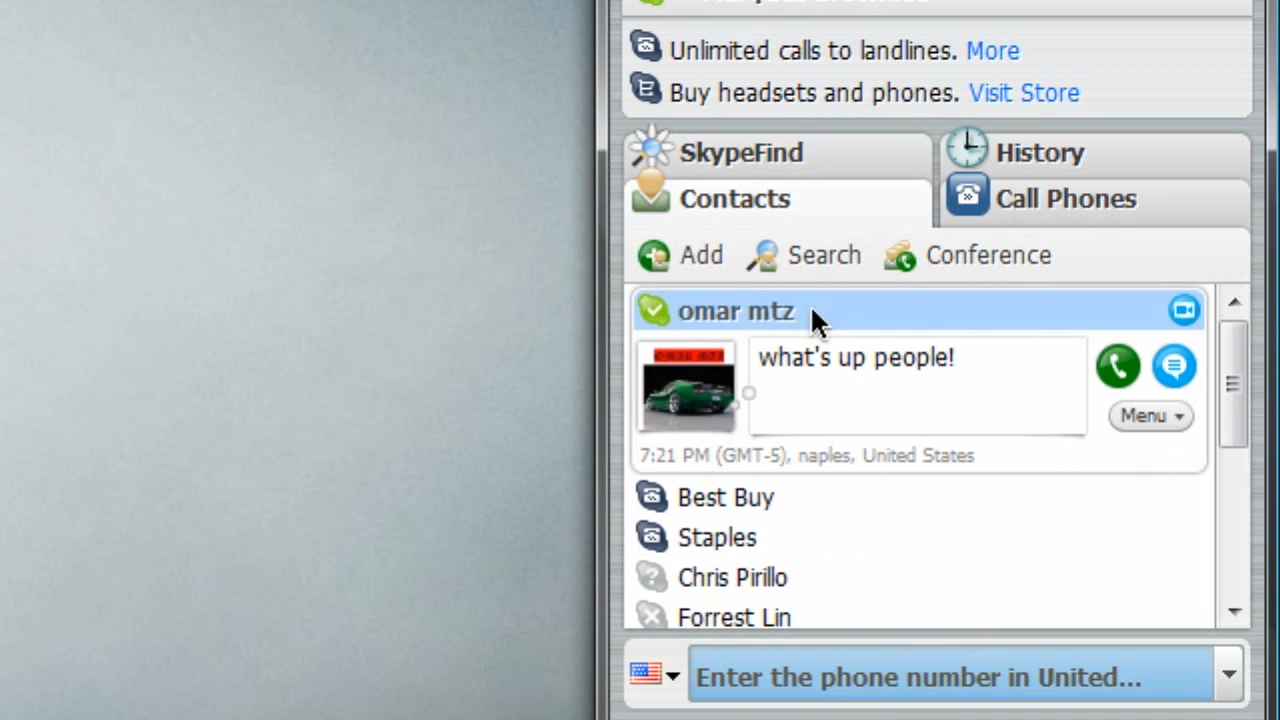 Unlimited calls to landlines. More
Buy headsets and phones. Visit Store
SkypeFind
History
Contacts
Call Phones
Add
Search
Conference
omar mtz
what's up people!
Menu
7:21 PM (GMT-5), naples, United States
Best Buy
Staples
Chris Pirillo
Forrest Lin
Enter the phone number in United...